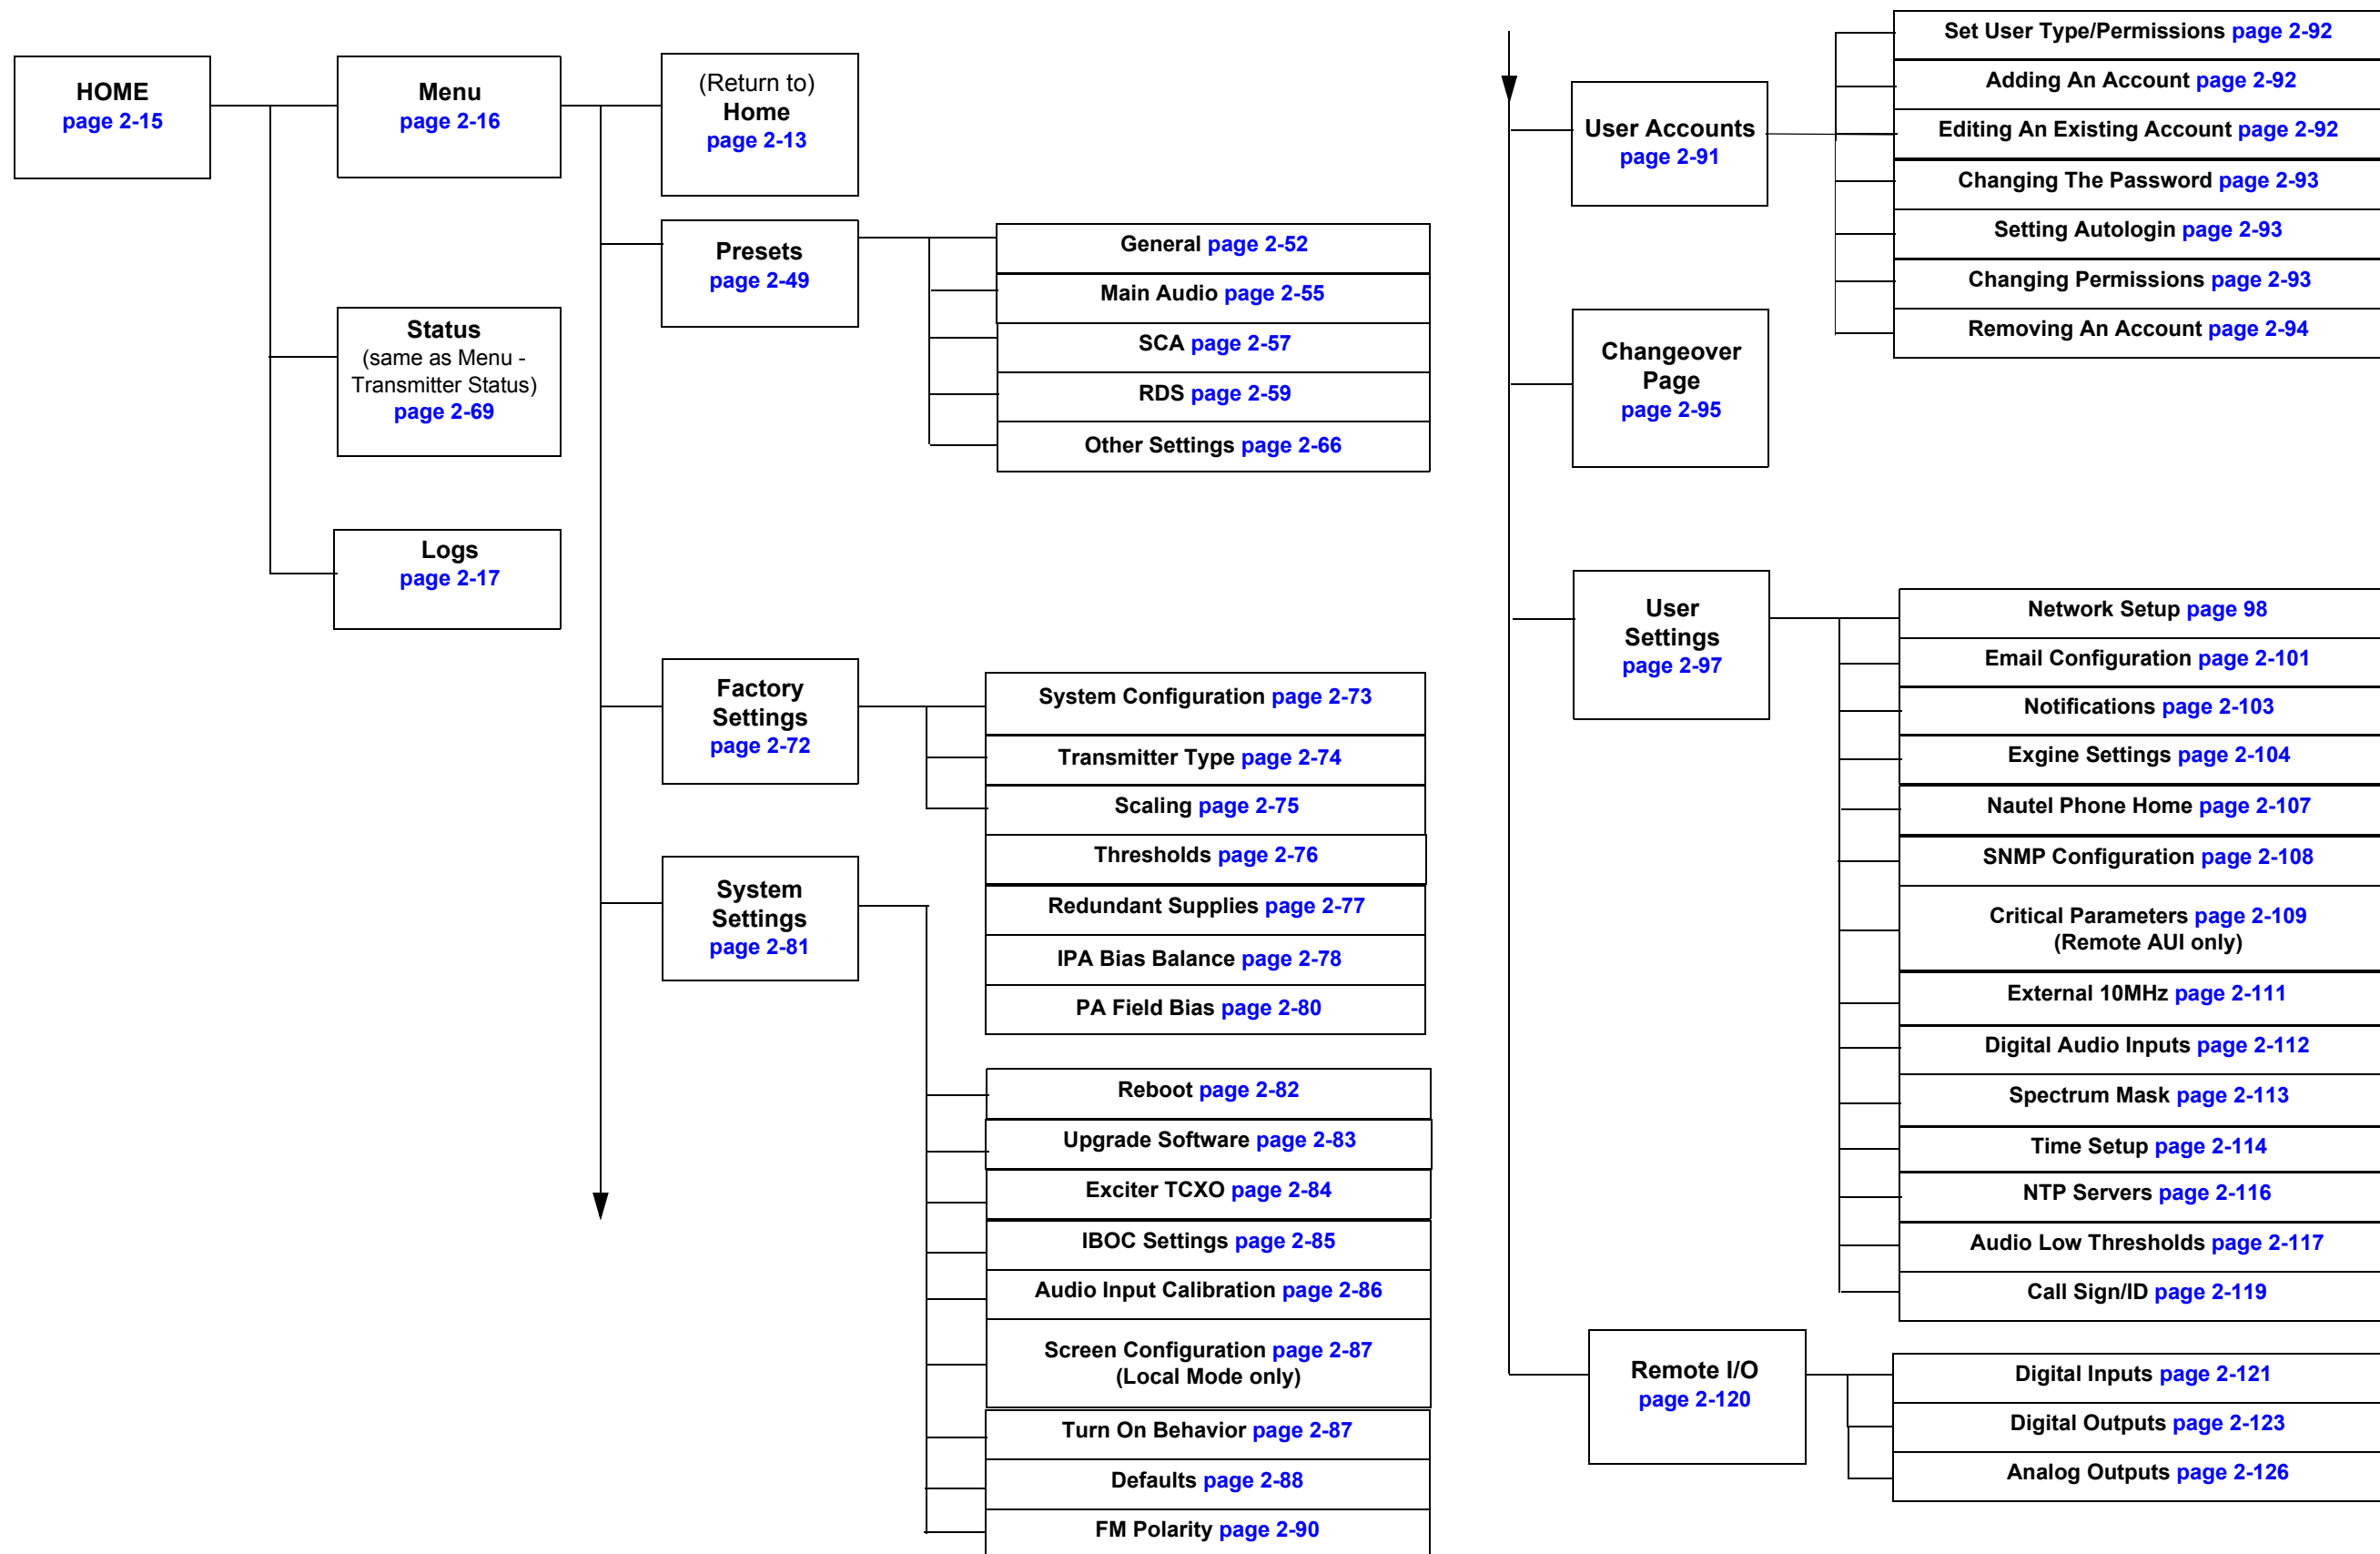 HOME
page 2-15
Menu
page 2-16
Status
(same as Menu -
Transmitter Status)
page 2-69
Logs
page 2-17
(Return to)
Home
page 2-13
Presets
page 2-49
General page 2-52
Main Audio page 2-55
SCA page 2-57
RDS page 2-59
Other Settings page 2-66
Factory
Settings
page 2-72
System Configuration page 2-73
Transmitter Type page 2-74
Scaling page 2-75
Thresholds page 2-76
Redundant Supplies page 2-77
IPA Bias Balance page 2-78
PA Field Bias page 2-80
System
Settings
page 2-81
Reboot page 2-82
Upgrade Software page 2-83
Exciter TCXO page 2-84
IBOC Settings page 2-85
Audio Input Calibration page 2-86
Screen Configuration page 2-87
(Local Mode only)
Turn On Behavior page 2-87
Defaults page 2-88
FM Polarity page 2-90
User Accounts
page 2-91
Set User Type/Permissions page 2-92
Adding An Account page 2-92
Editing An Existing Account page 2-92
Changing The Password page 2-93
Setting Autologin page 2-93
Changing Permissions page 2-93
Removing An Account page 2-94
Changeover
Page
page 2-95
User
Settings
page 2-97
Network Setup page 98
Email Configuration page 2-101
Notifications page 2-103
Exgine Settings page 2-104
Nautel Phone Home page 2-107
SNMP Configuration page 2-108
Critical Parameters page 2-109
(Remote AUI only)
External 10MHz page 2-111
Digital Audio Inputs page 2-112
Spectrum Mask page 2-113
Time Setup page 2-114
NTP Servers page 2-116
Audio Low Thresholds page 2-117
Call Sign/ID page 2-119
Remote I/O
page 2-120
Digital Inputs page 2-121
Digital Outputs page 2-123
Analog Outputs page 2-126